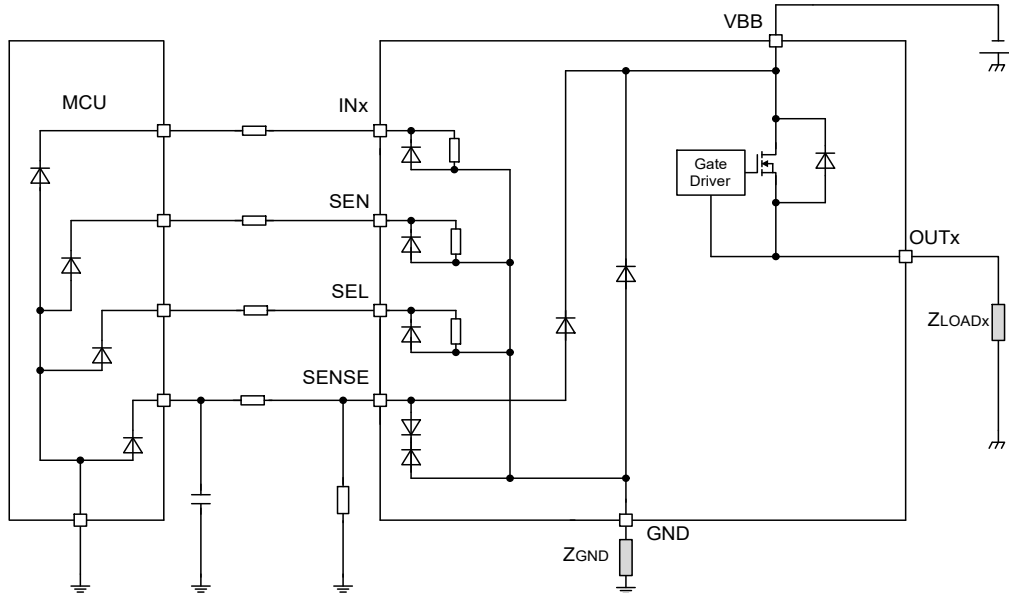 VBB
MCU
INx
Gate
Driver
SEN
OUTx
SEL
ZLOADx
SENSE
GND
ZGND